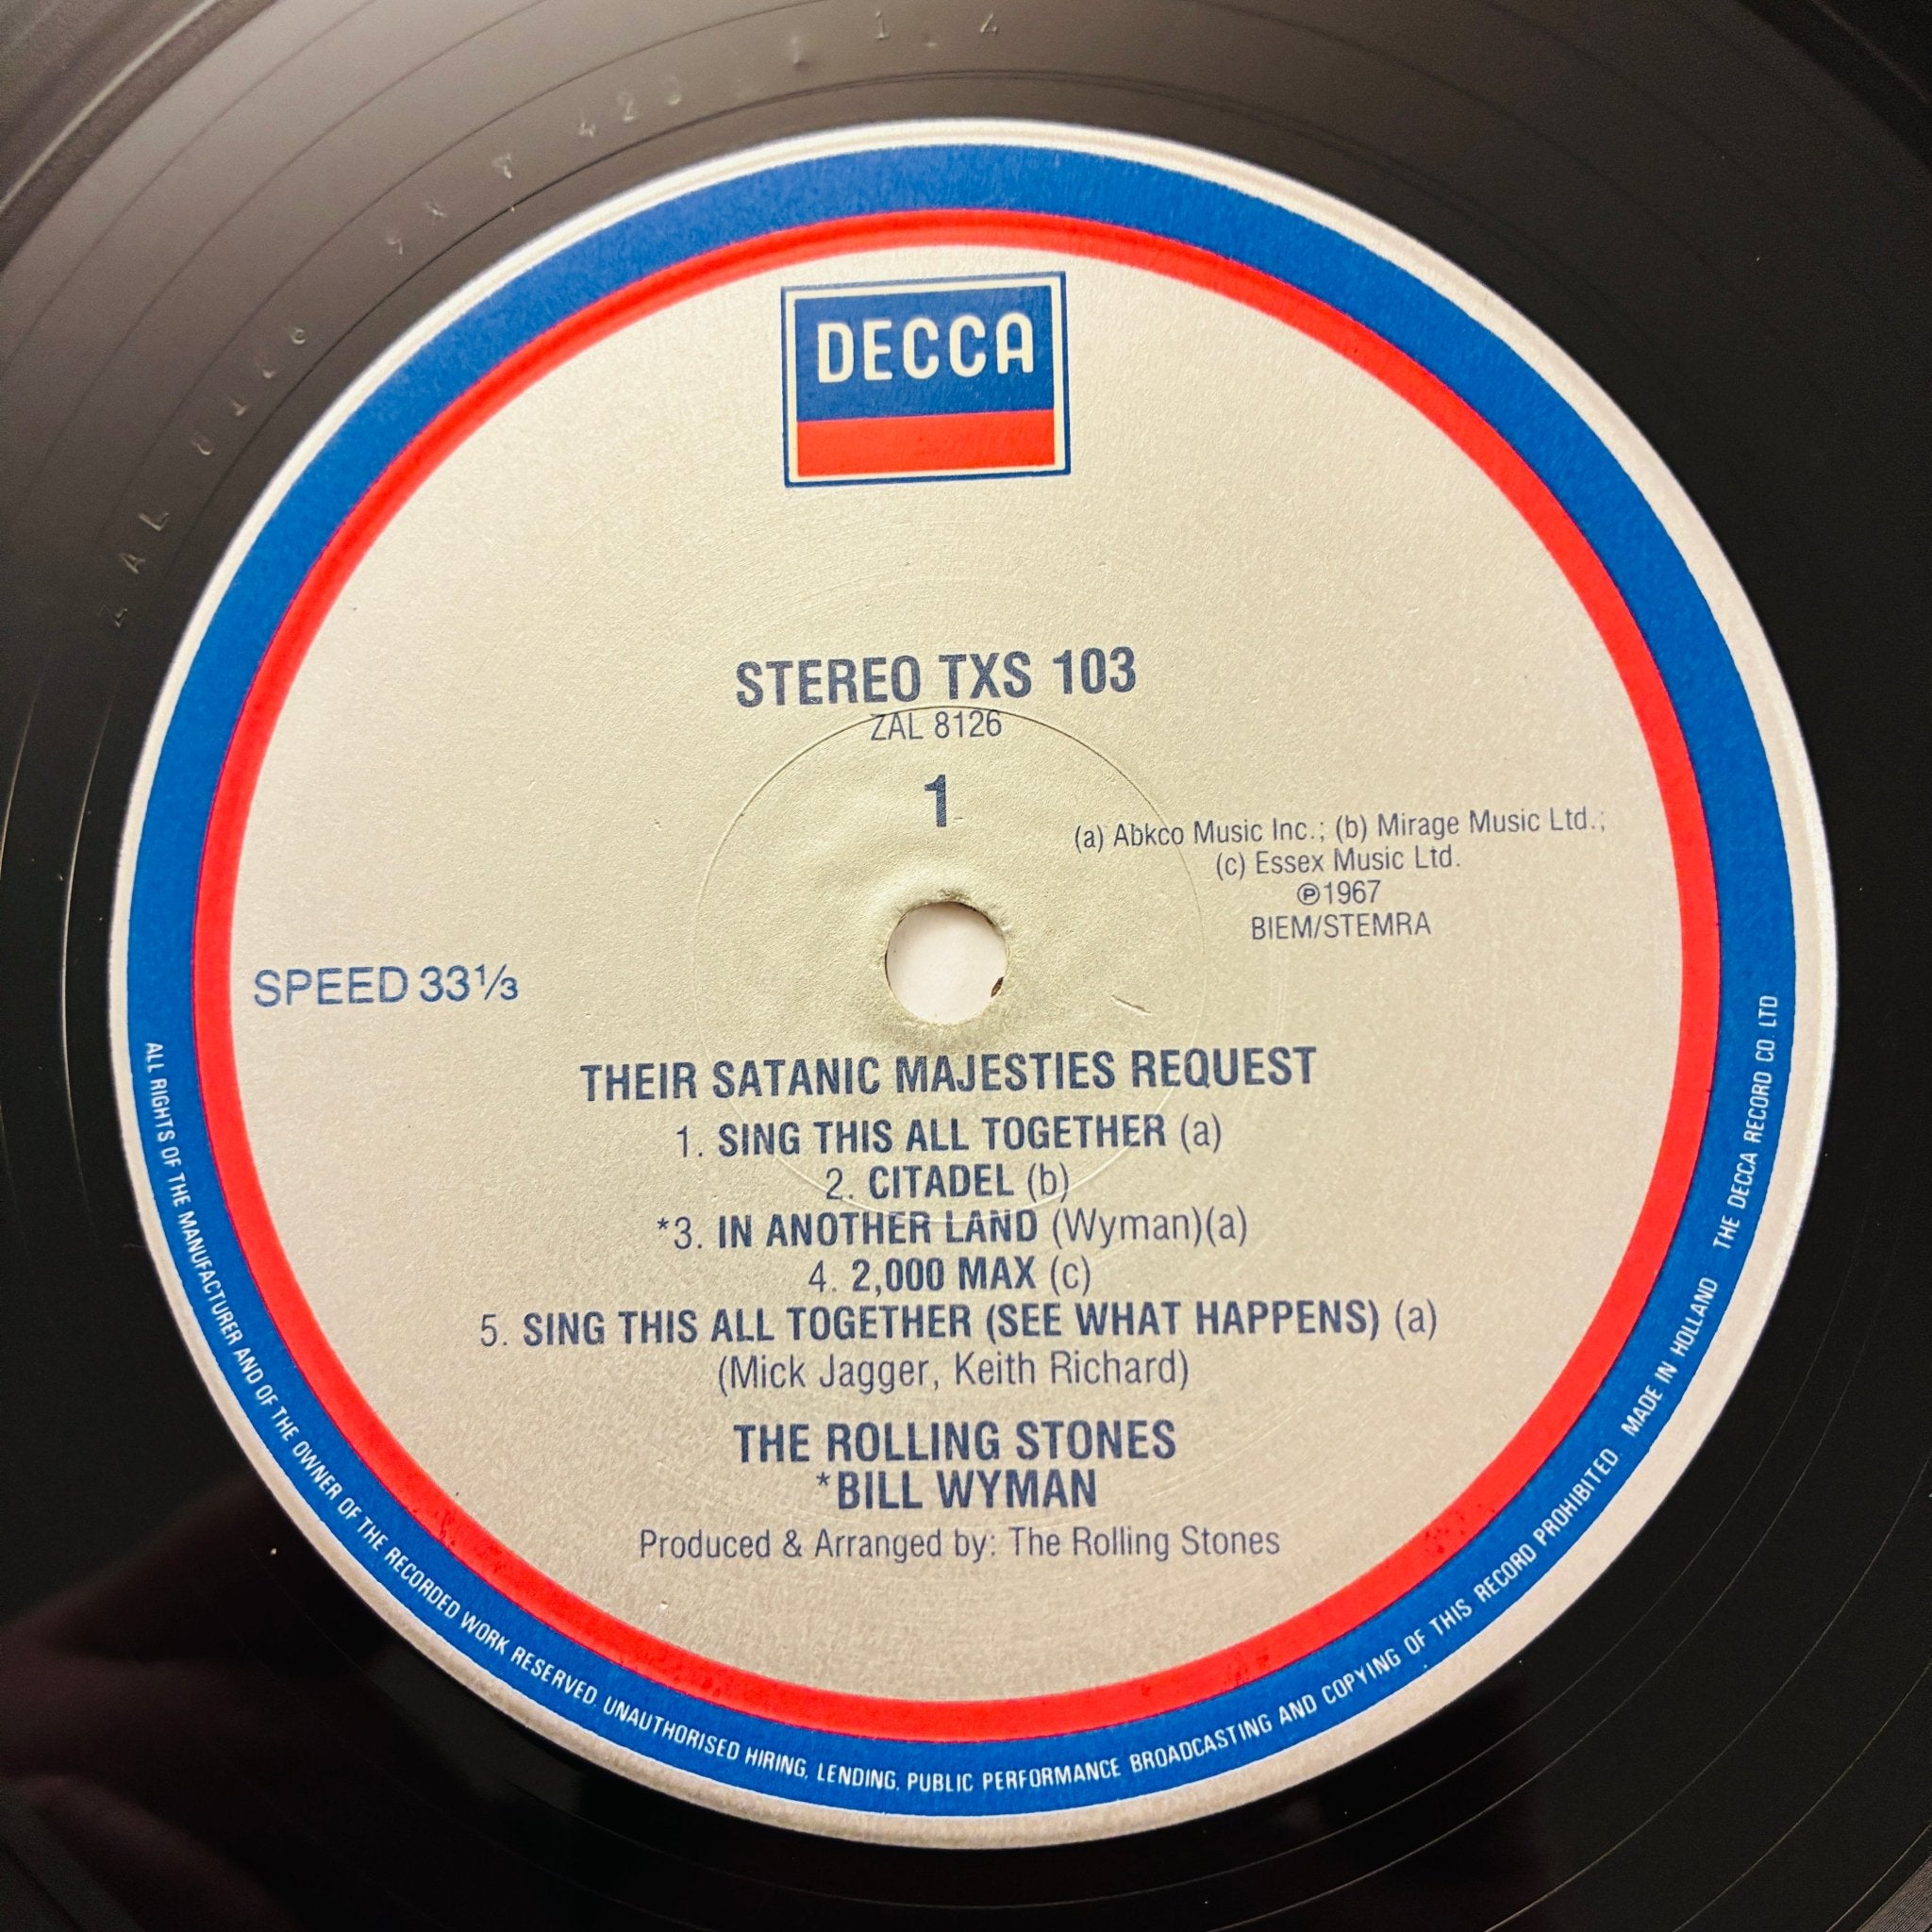 DECCA
STEREO TXS 103
ZAL 8126
1
(a) Abkco Music Inc.; (b) Mirage Music Ltd.;
(c) Essex Music Ltd.
℗1967
BIEM/STEMRA
SPEED 33⅓
THEIR SATANIC MAJESTIES REQUEST
1. SING THIS ALL TOGETHER (a)
2. CITADEL (b)
*3. IN ANOTHER LAND (Wyman)(a)
4. 2,000 MAX (c)
5. SING THIS ALL TOGETHER (SEE WHAT HAPPENS) (a)
(Mick Jagger, Keith Richard)
THE ROLLING STONES
*BILL WYMAN
Produced & Arranged by: The Rolling Stones
ALL RIGHTS OF THE MANUFACTURER AND OF THE OWNER OF THE RECORDED WORK RESERVED. UNAUTHORISED HIRING, LENDING, PUBLIC PERFORMANCE BROADCASTING AND COPYING OF THIS RECORD PROHIBITED. MADE IN HOLLAND THE DECCA RECORD CO. LTD